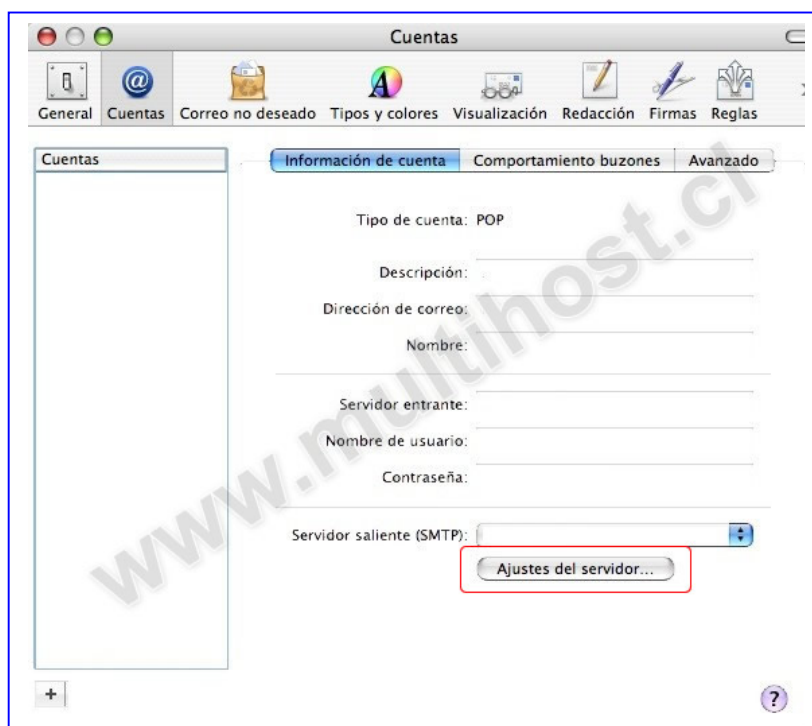 Cuentas
General Cuentas Correo no deseado Tipos y colores Visualización Redacción Firmas Reglas
Cuentas
Información de cuenta Comportamiento buzones Avanzado
Tipo de cuenta: POP
Descripción:
Dirección de correo:
Nombre:
Servidor entrante:
Nombre de usuario:
Contraseña:
Servidor saliente (SMTP):
Ajustes del servidor...
+
?
www.multihost.cl